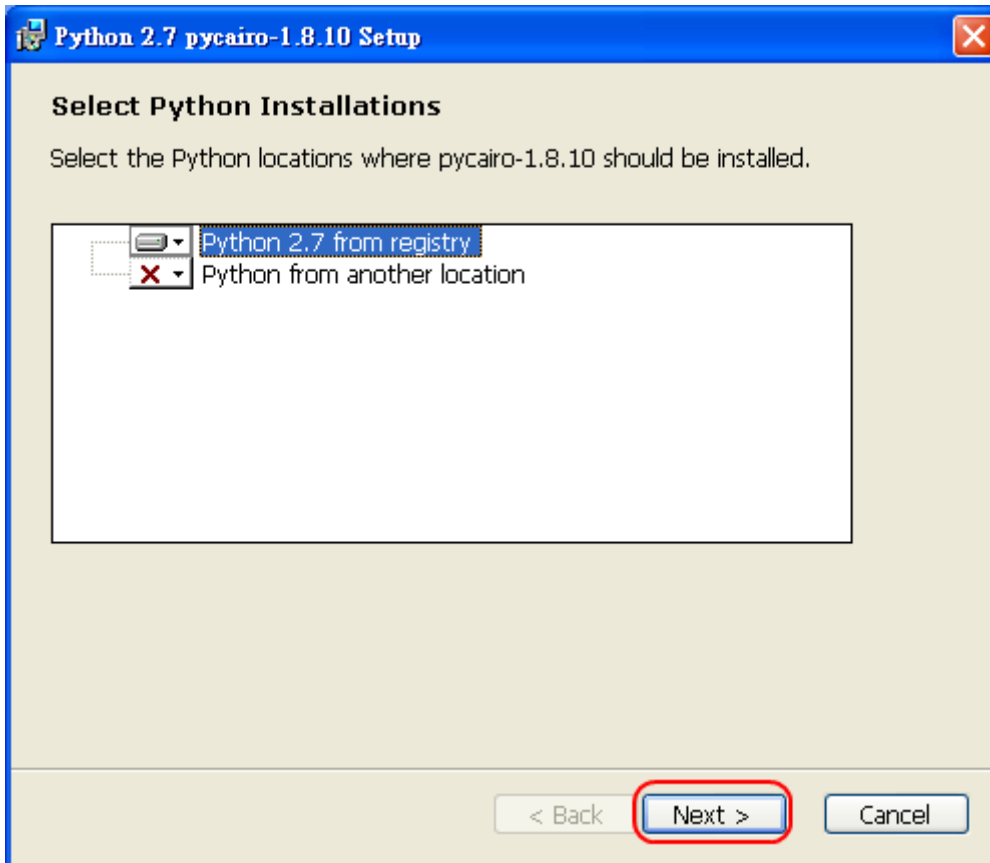 Python 2.7 pycairo-1.8.10 Setup
Select Python Installations
Select the Python locations where pycairo-1.8.10 should be installed.
Python 2.7 from registry
Python from another location
< Back Next > Cancel